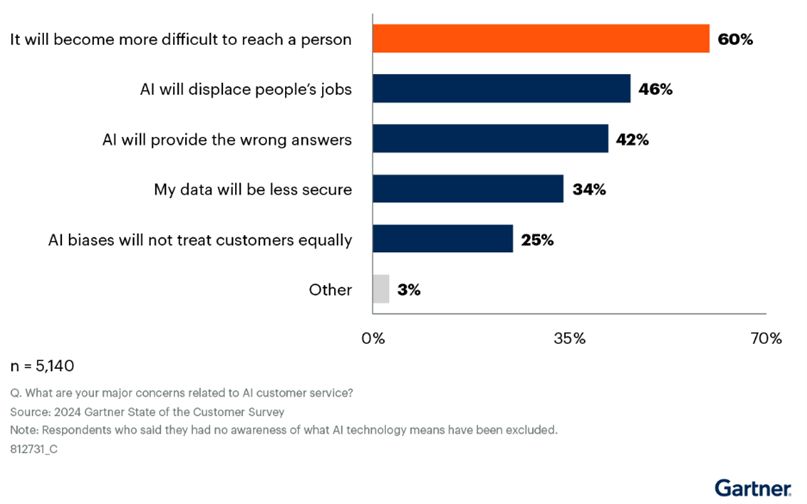 It will become more difficult to reach a person 60%
AI will displace people's jobs 46%
AI will provide the wrong answers 42%
My data will be less secure 34%
AI biases will not treat customers equally 25%
Other 3%
0% 35% 70%
n = 5,140
Q. What are your major concerns related to AI customer service?
Source: 2024 Gartner State of the Customer Survey
Note: Respondents who said they had no awareness of what AI technology means have been excluded.
812731_C
Gartner